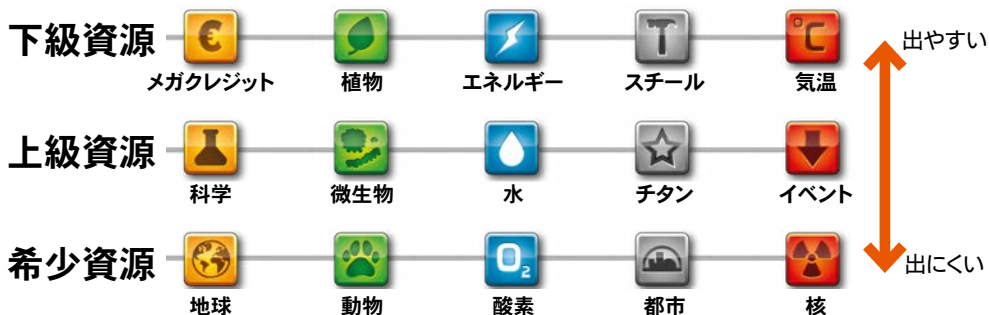 下級資源
€
℃
出やすい
メガクレジット 植物 エネルギー スチール 気温
上級資源
科学 微生物 水 チタン イベント
希少資源
O₂
出にくい
地球 動物 酸素 都市 核